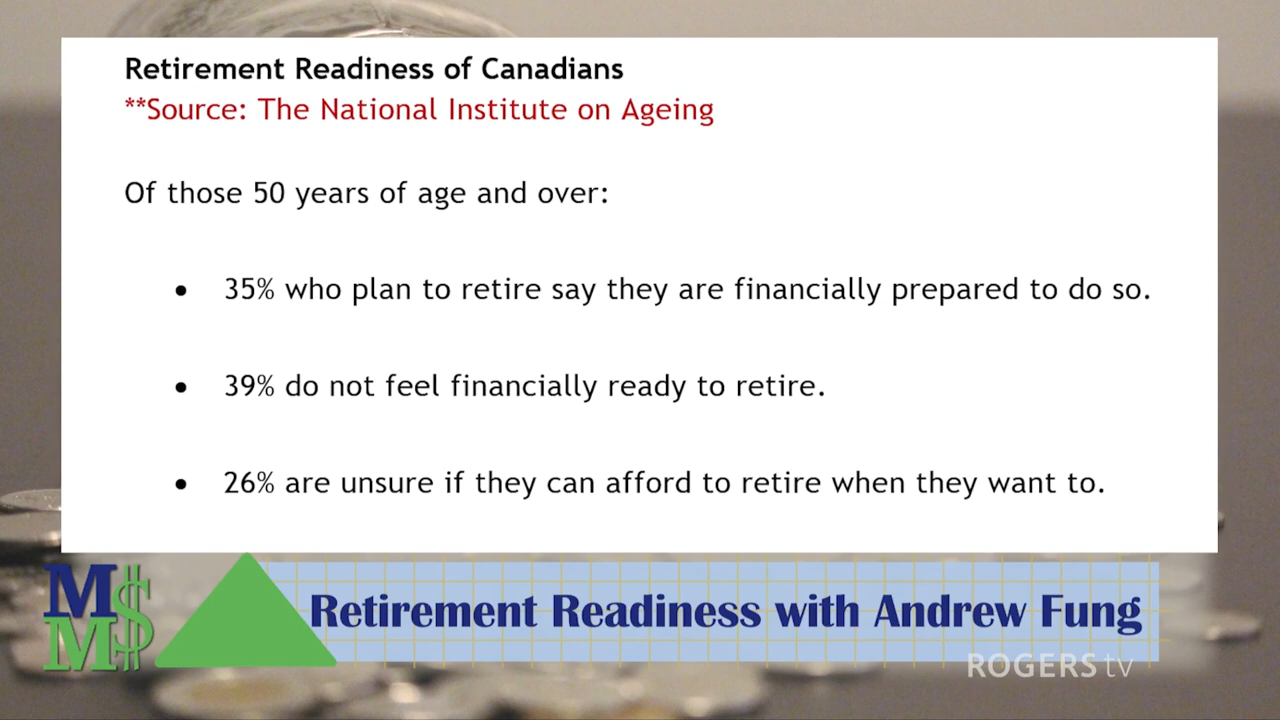 Retirement Readiness of Canadians
**Source: The National Institute on Ageing
Of those 50 years of age and over:
• 35% who plan to retire say they are financially prepared to do so.
• 39% do not feel financially ready to retire.
• 26% are unsure if they can afford to retire when they want to.
M$
M
Retirement Readiness with Andrew Fung
ROGERS tv